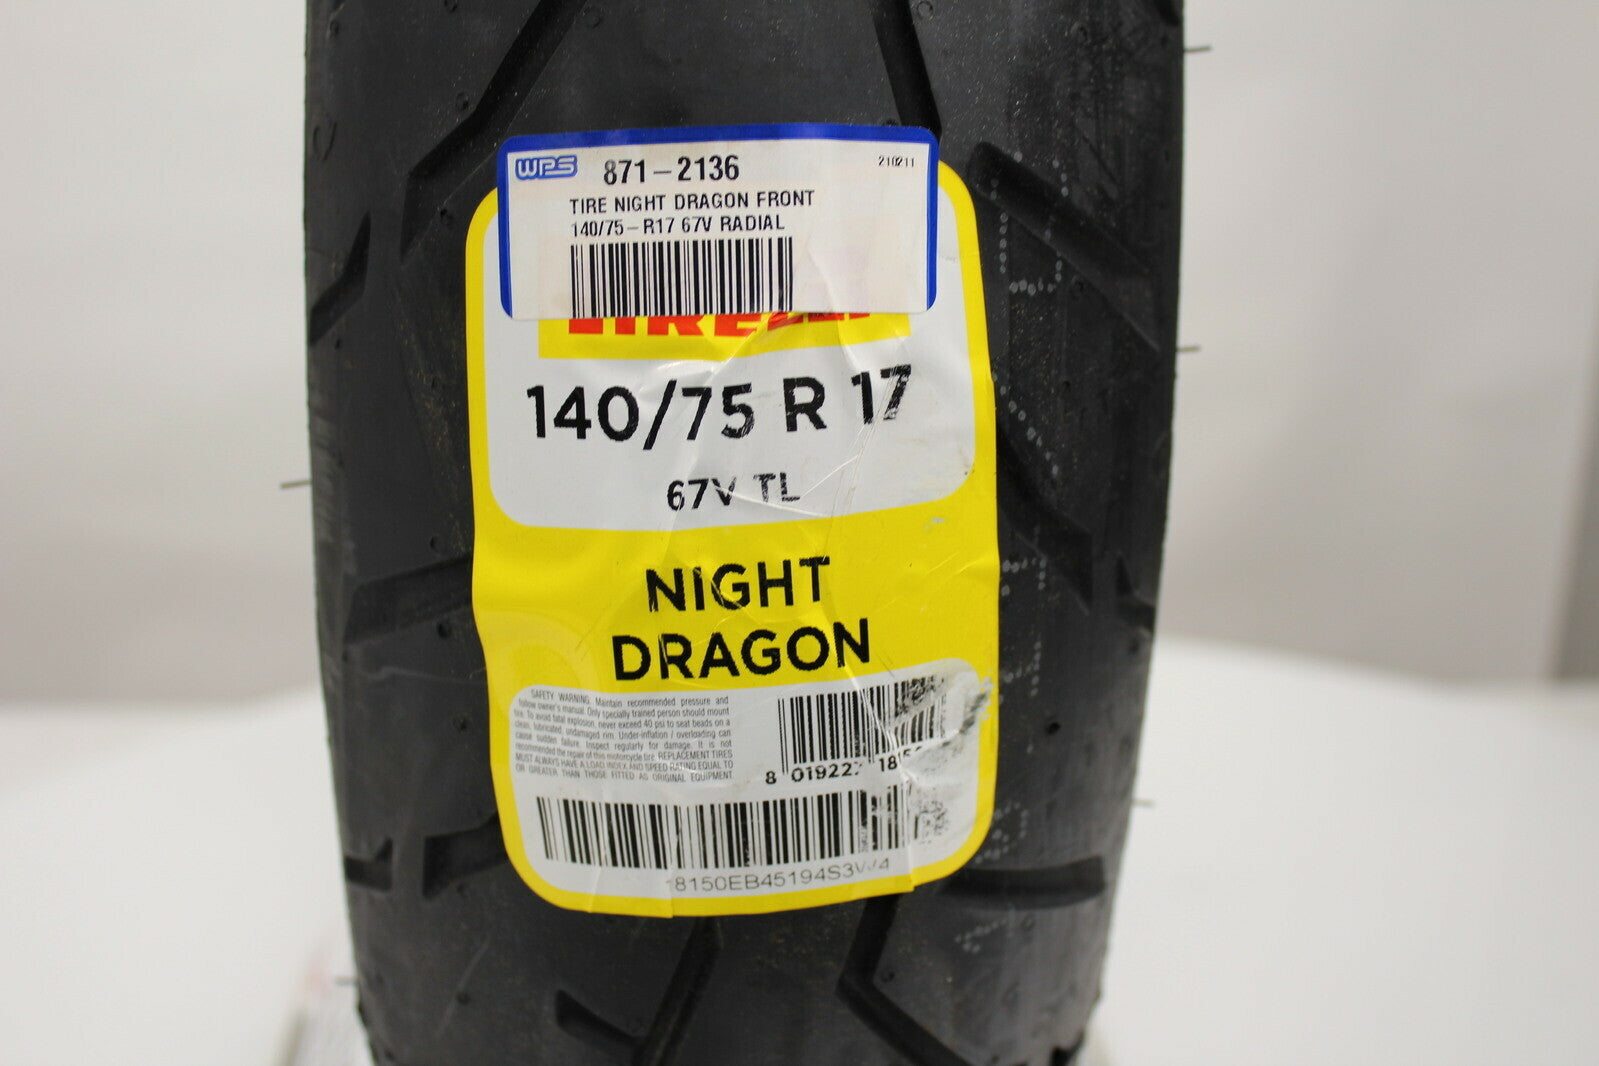 WPS 871-2136 210211
TIRE NIGHT DRAGON FRONT
140/75-R17 67V RADIAL
140/75 R 17
67V TL
NIGHT
DRAGON
SAFETY WARNING: Maintain recommended pressure and
follow owner's manual. Only specially trained person should mount
tire. To avoid fatal explosion, never exceed 40 psi to seat beads on a
clean, lubricated, undamaged rim. Under-inflation / overloading can
cause sudden failure. Inspect regularly for damage. It is not
recommended the repair of this motorcycle tire. REPLACEMENT TIRES
MUST ALWAYS HAVE A LOAD INDEX AND SPEED RATING EQUAL TO
OR GREATER THAN THOSE FITTED AS ORIGINAL EQUIPMENT.
8 019227 18
18150EB45194S3W4